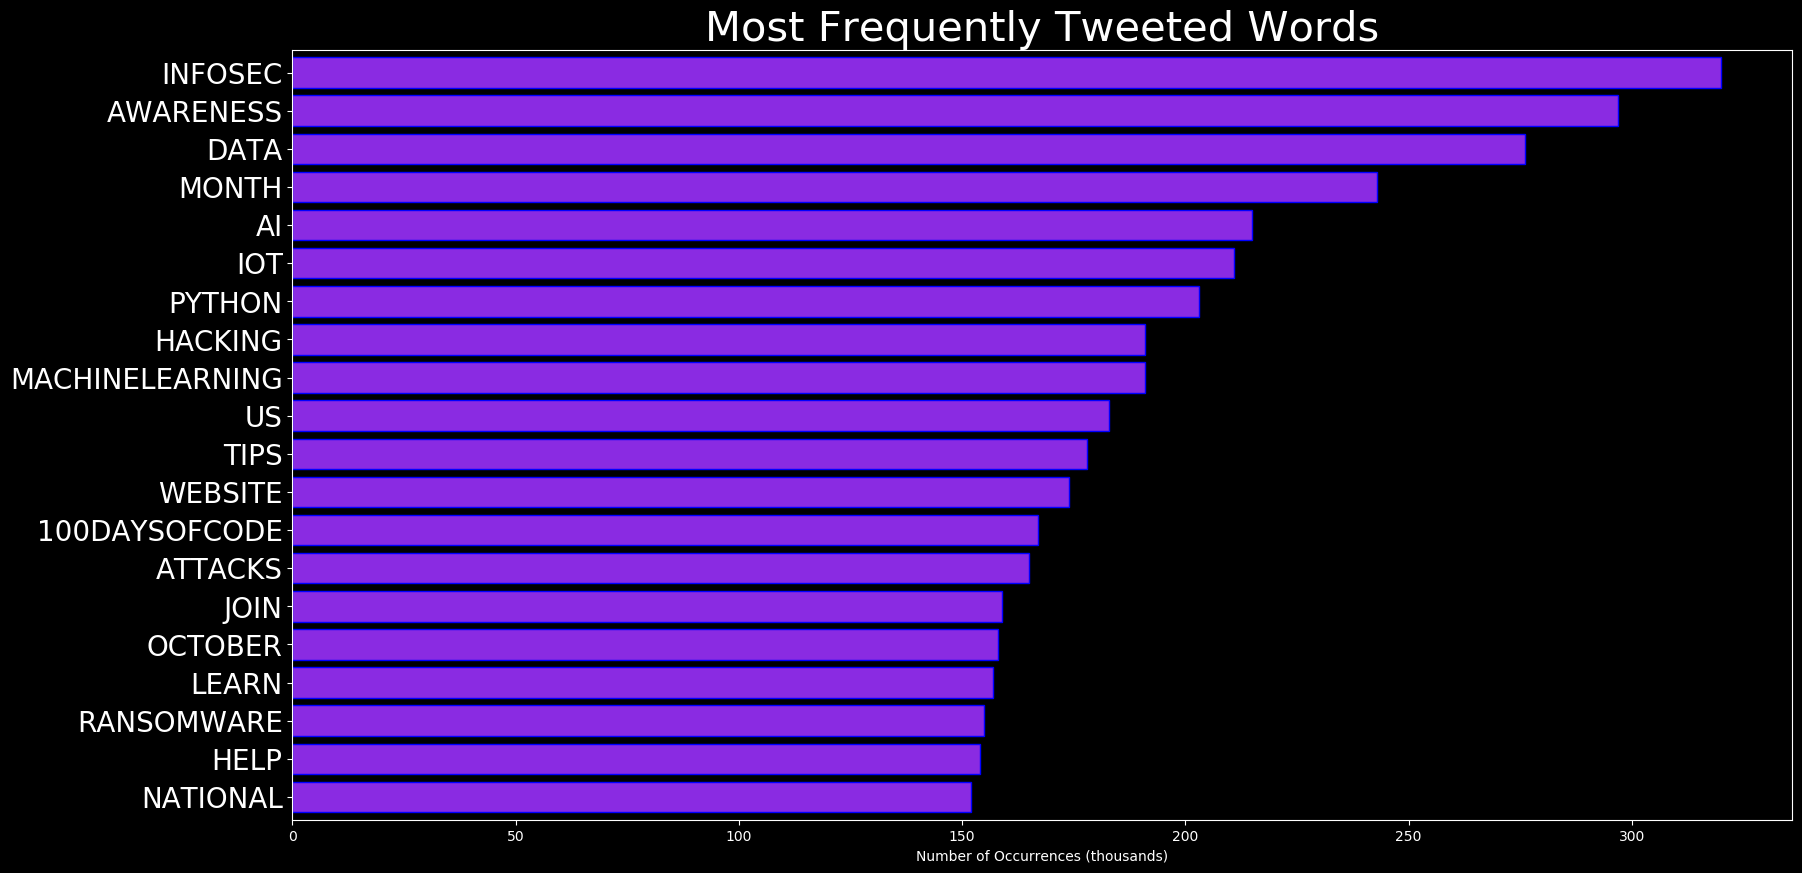 Most Frequently Tweeted Words
INFOSEC
AWARENESS
DATA
MONTH
AI
IOT
PYTHON
HACKING
MACHINELEARNING
US
TIPS
WEBSITE
100DAYSOFCODE
ATTACKS
JOIN
OCTOBER
LEARN
RANSOMWARE
HELP
NATIONAL
0 50 100 150 200 250 300
Number of Occurrences (thousands)